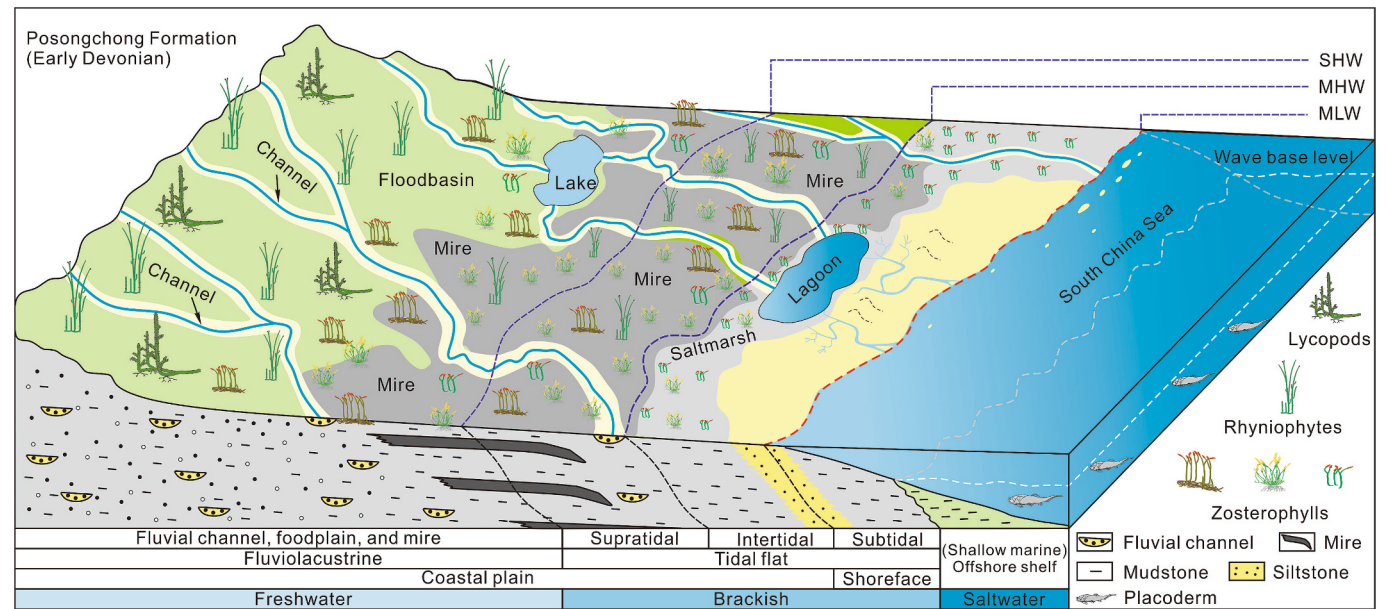 Posongchong Formation
(Early Devonian)
SHW
MHW
MLW
Wave base level
Channel
Floodbasin
Lake
Mire
Mire
Mire
Channel
Lagoon
South China Sea
Saltmarsh
Mire
Lycopods
Rhyniophytes
Zosterophylls
Fluvial channel, foodplain, and mire
Supratidal
Intertidal
Subtidal
(Shallow marine)
Offshore shelf
Fluviolacustrine
Tidal flat
Coastal plain
Shoreface
Freshwater
Brackish
Saltwater
Fluvial channel
Mire
Mudstone
Siltstone
Placoderm